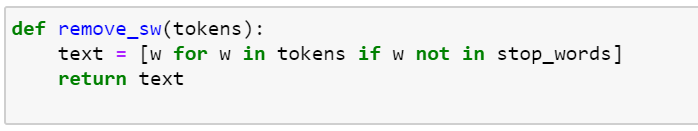 def remove_sw(tokens):
    text = [w for w in tokens if w not in stop_words]
    return text